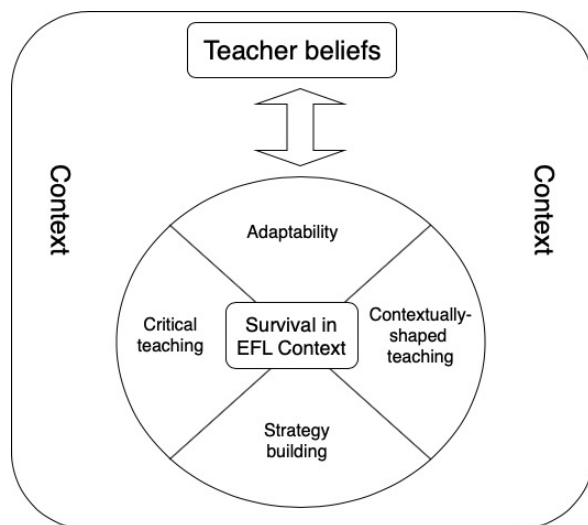 Teacher beliefs
Context
Context
Adaptability
Critical
teaching
Survival in
EFL Context
Contextually-
shaped
teaching
Strategy
building